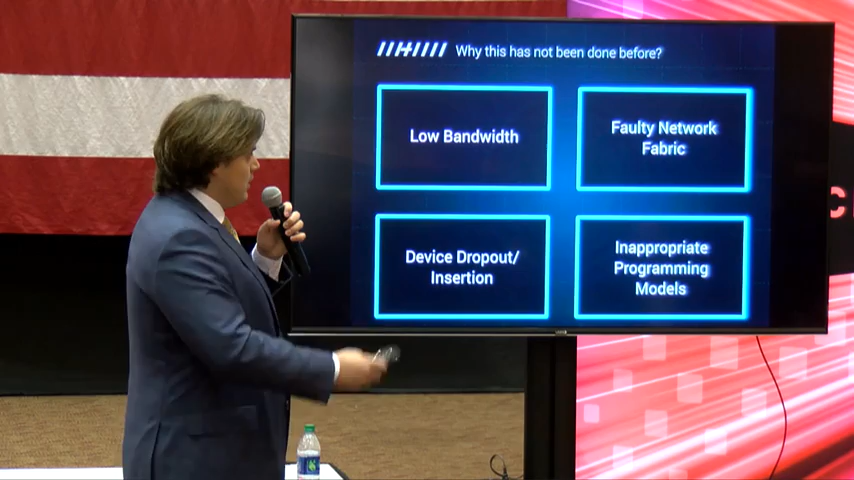 Why this has not been done before?
Low Bandwidth
Faulty Network
Fabric
Device Dropout/
Insertion
Inappropriate
Programming
Models
C